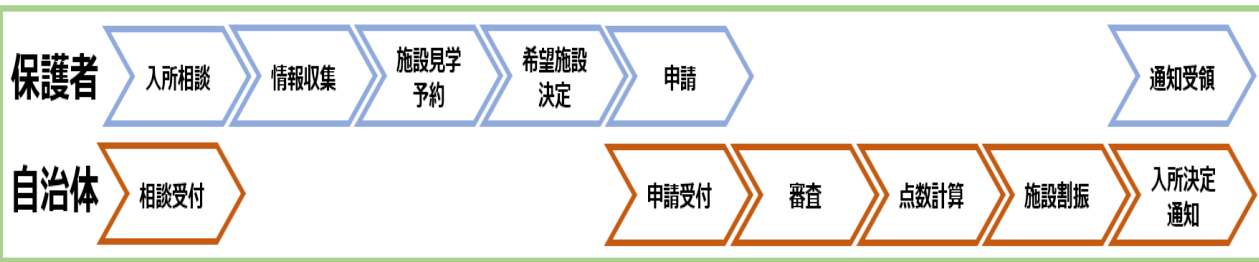 保護者
入所相談
情報収集
施設見学
予約
希望施設
決定
申請
通知受領
自治体
相談受付
申請受付
審査
点数計算
施設割振
入所決定
通知